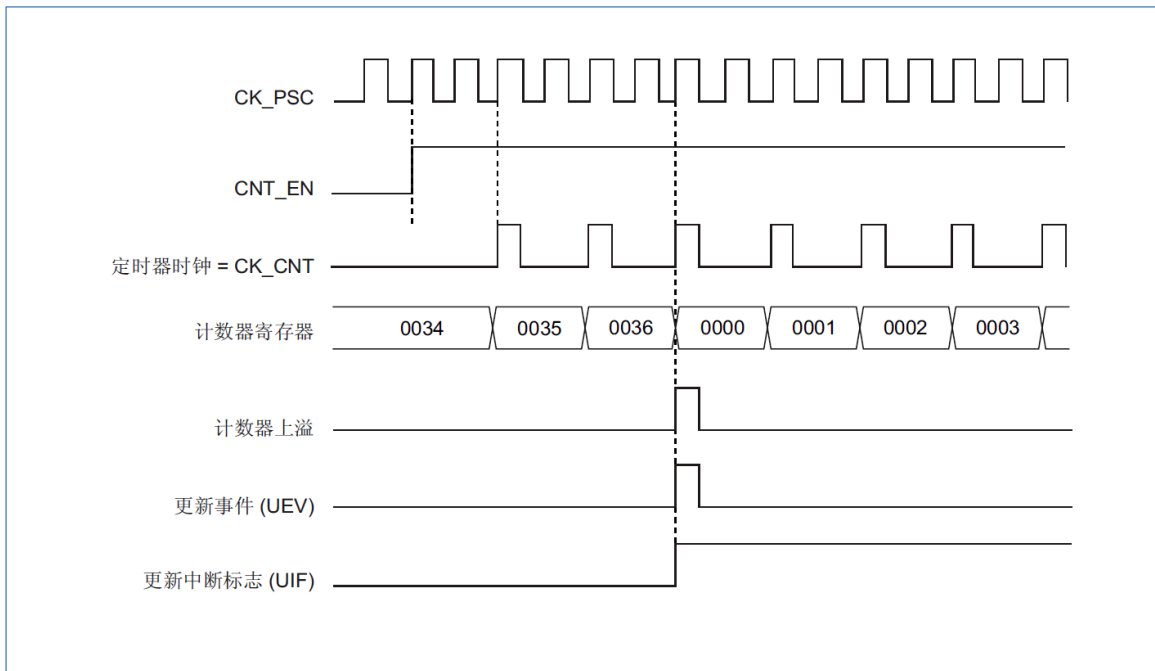 CK_PSC
CNT_EN
定时器时钟 = CK_CNT
计数器寄存器 0034 0035 0036 0000 0001 0002 0003
计数器上溢
更新事件 (UEV)
更新中断标志 (UIF)